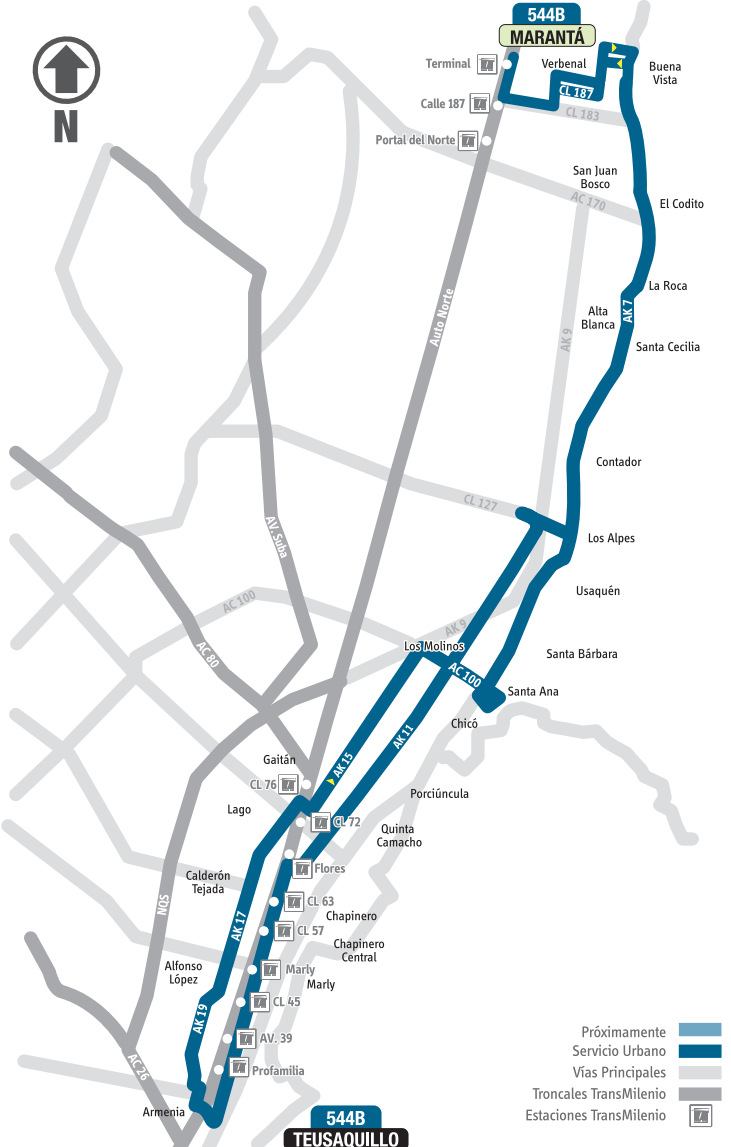 544B
MARANTÁ
Terminal
Verbenal
Buena
Vista
CL 187
Calle 187
CL 183
Portal del Norte
San Juan
Bosco
AC 170
El Codito
La Roca
AK 7
Alta
Blanca
Auto Norte
AK 9
Santa Cecilia
Contador
CL 127
AV. Suba
Los Alpes
Usaquén
AC 100
AK 9
Los Molinos
AC 80
Santa Bárbara
AC 100
Santa Ana
Chicó
AK 11
Gaitán
AK 15
CL 76
Porciúncula
Lago
CL 72
Quinta
Camacho
Flores
Calderón
Tejada
NQS
CL 63
Chapinero
AK 17
CL 57
Chapinero
Central
Alfonso
López
Marly
Marly
CL 45
AK 19
AV. 39
AC 26
Profamilia
Armenia
544B
TEUSAQUILLO
N
Próximamente
Servicio Urbano
Vías Principales
Troncales TransMilenio
Estaciones TransMilenio